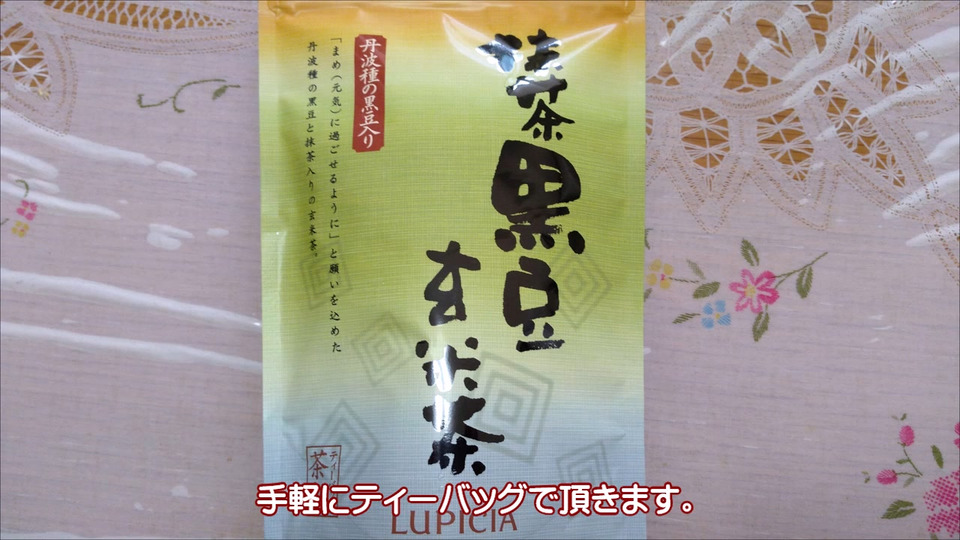 抹茶
黒豆
玄米茶
丹波種の黒豆入り
「まめ(元気)に過ごせるように」と願いを込めた
丹波種の黒豆と抹茶入りの玄米茶。
ティー
茶
手軽にティーバッグで頂きます。
LUPICIA